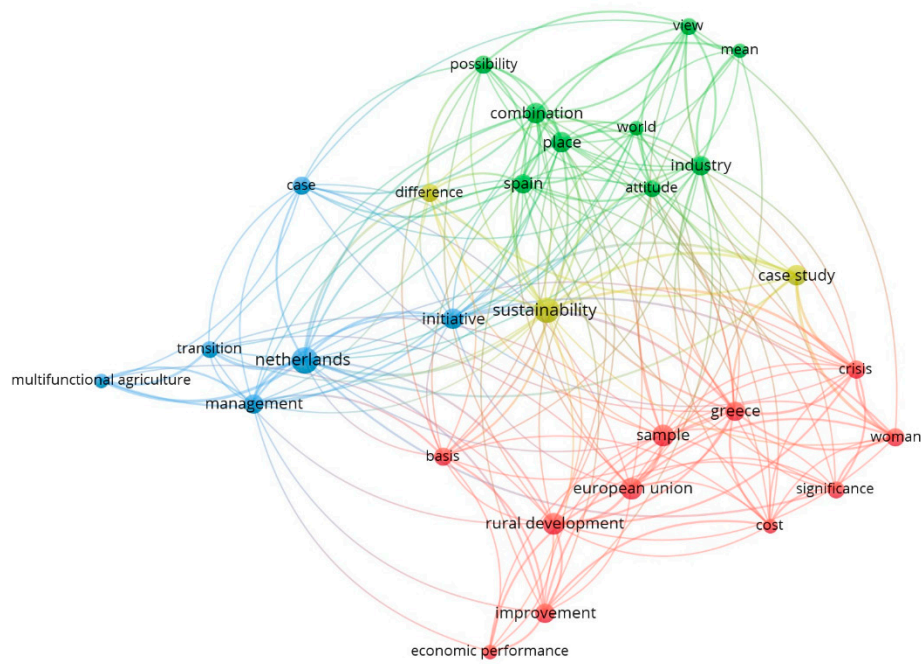 view
mean
possibility
combination
world
place
industry
case
difference
spain
attitude
case study
sustainability
initiative
transition
netherlands
crisis
multifunctional agriculture
management
greece
sample
woman
basis
european union
significance
rural development
cost
improvement
economic performance